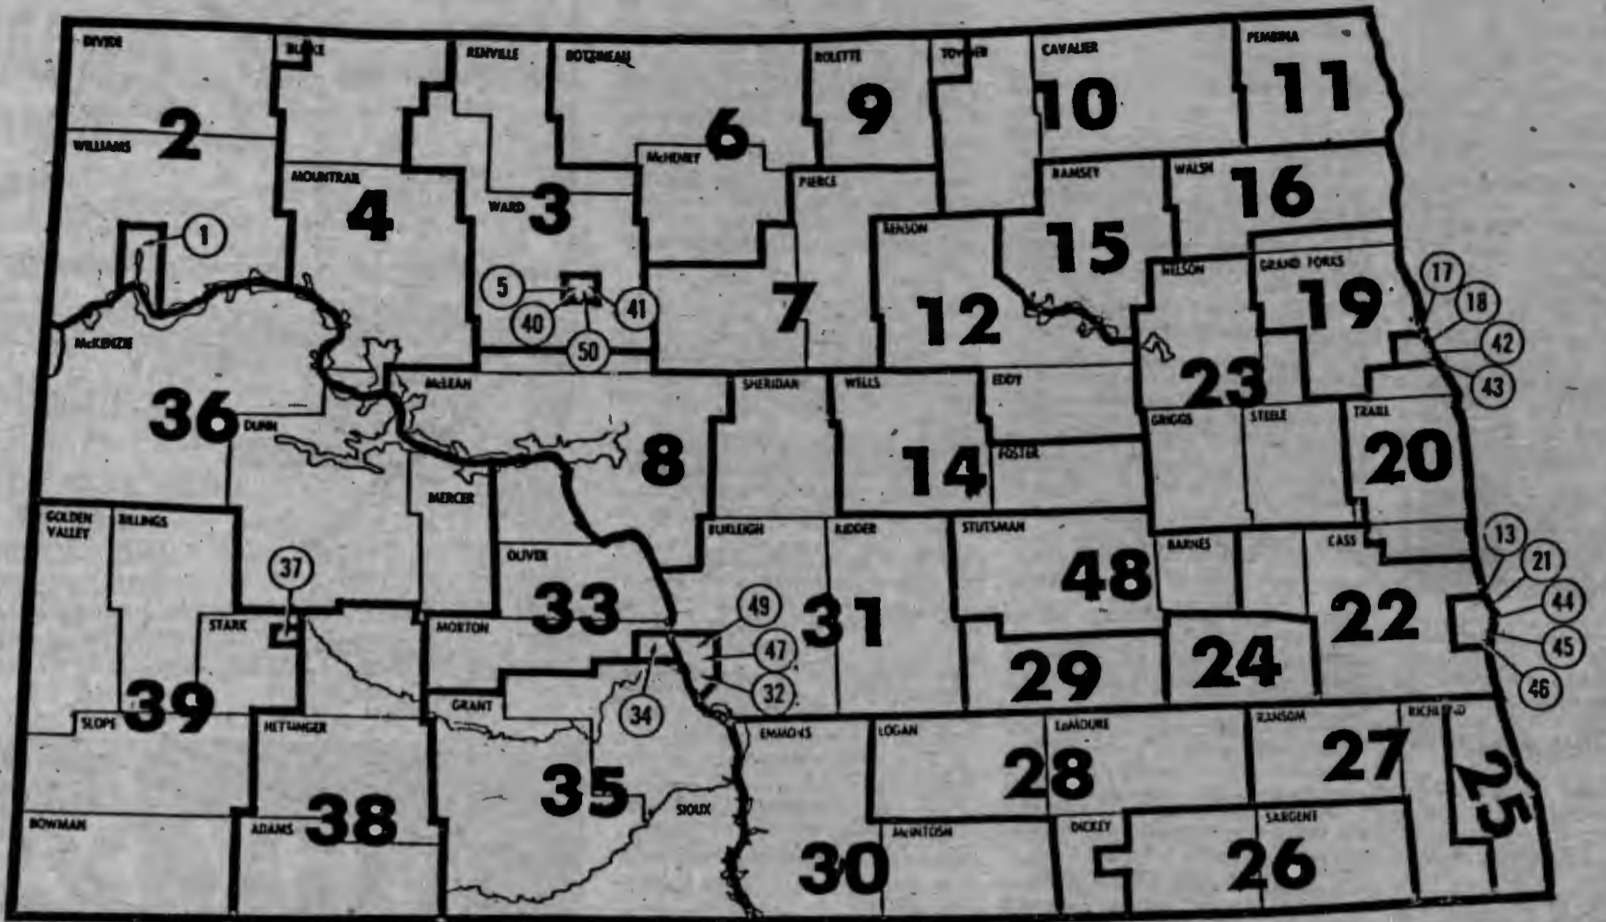 DIVIDE
BURKE
RENVILLE
BOTTINEAU
ROLETTE
TOWNER
CAVALIER
PEMBINA
2
9
10
11
6
WILLIAMS
McHENRY
MOUNTRAIL
PIERCE
RAMSEY
WALSH
4
WARD
3
16
1
BENSON
15
NELSON
GRAND FORKS
17
5
41
7
12
19
18
40
McKENZIE
50
42
23
43
McLEAN
SHERIDAN
WELLS
EDDY
36
DUNN
GRIGGS
STEELE
TRAILL
8
14
FOSTER
20
MERCER
GOLDEN
VALLEY
BILLINGS
BURLEIGH
KIDDER
STUTSMAN
13
OLIVER
BARNES
CASS
21
37
48
33
49
31
22
44
STARK
MORTON
47
24
45
29
32
46
39
GRANT
34
SLOPE
HETTINGER
EMMONS
LOGAN
LaMOURE
RANSOM
RICHLAND
27
28
35
25
SIOUX
BOWMAN
ADAMS
38
McINTOSH
DICKEY
SARGENT
30
26